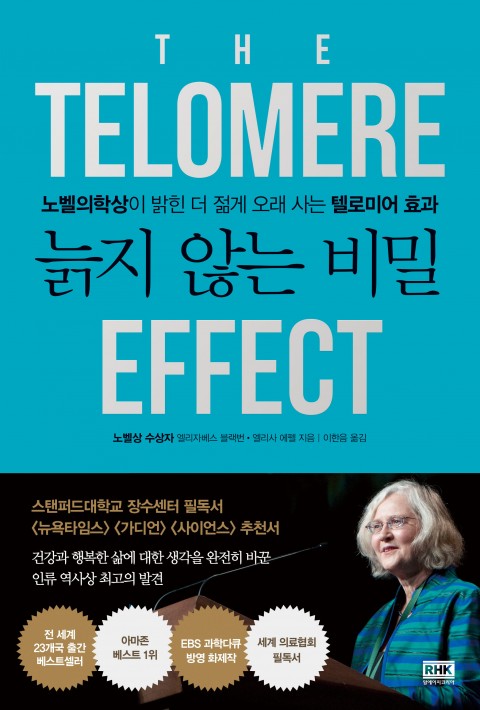 THE
TELOMERE
노벨의학상이 밝힌 더 젊게 오래 사는 텔로미어 효과
늙지 않는 비밀
EFFECT
노벨상 수상자 엘리자베스 블랙번·엘리사 에펠 지음 | 이한음 옮김
스탠퍼드대학교 장수센터 필독서
〈뉴욕타임스〉 〈가디언〉 〈사이언스〉 추천서
건강과 행복한 삶에 대한 생각을 완전히 바꾼
인류 역사상 최고의 발견
전 세계
23개국 출간
베스트셀러
아마존
베스트 1위
EBS 과학다큐
방영 화제작
세계 의료협회
필독서
RHK
알에이치코리아